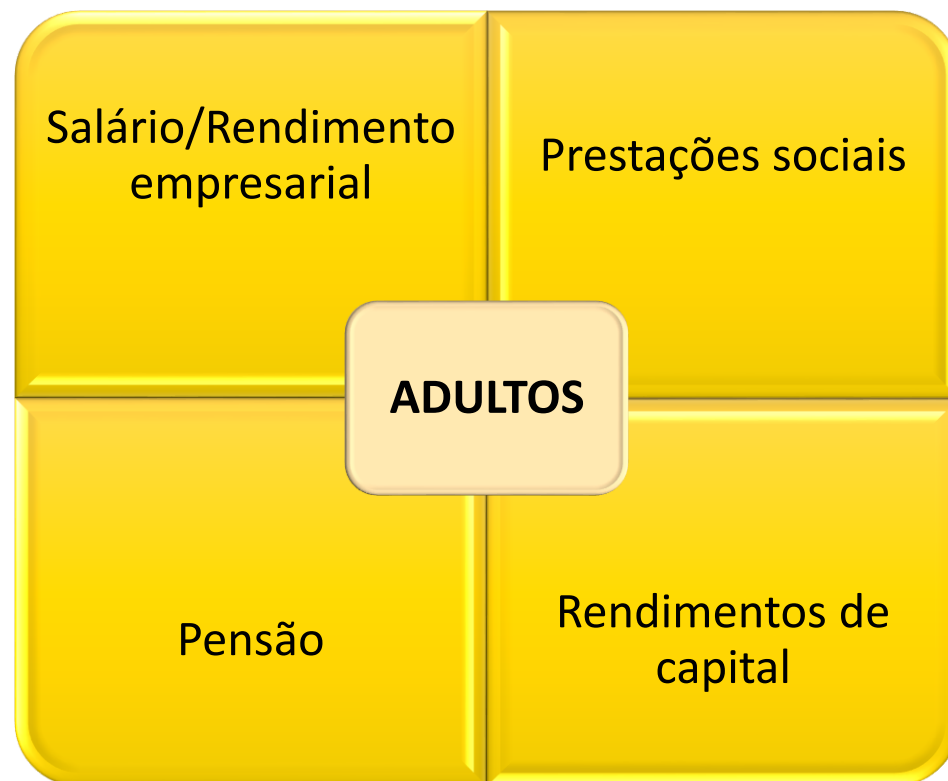 Salário/Rendimento
empresarial
Prestações sociais
ADULTOS
Pensão
Rendimentos de
capital